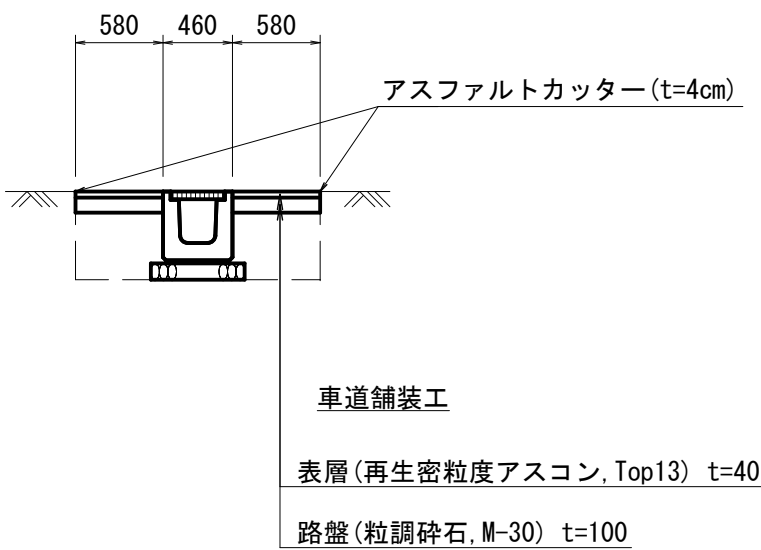 580 460 580
アスファルトカッター(t=4cm)
車道舗装工
表層(再生密粒度アスコン,Top13) t=40
路盤(粒調砕石,M-30) t=100